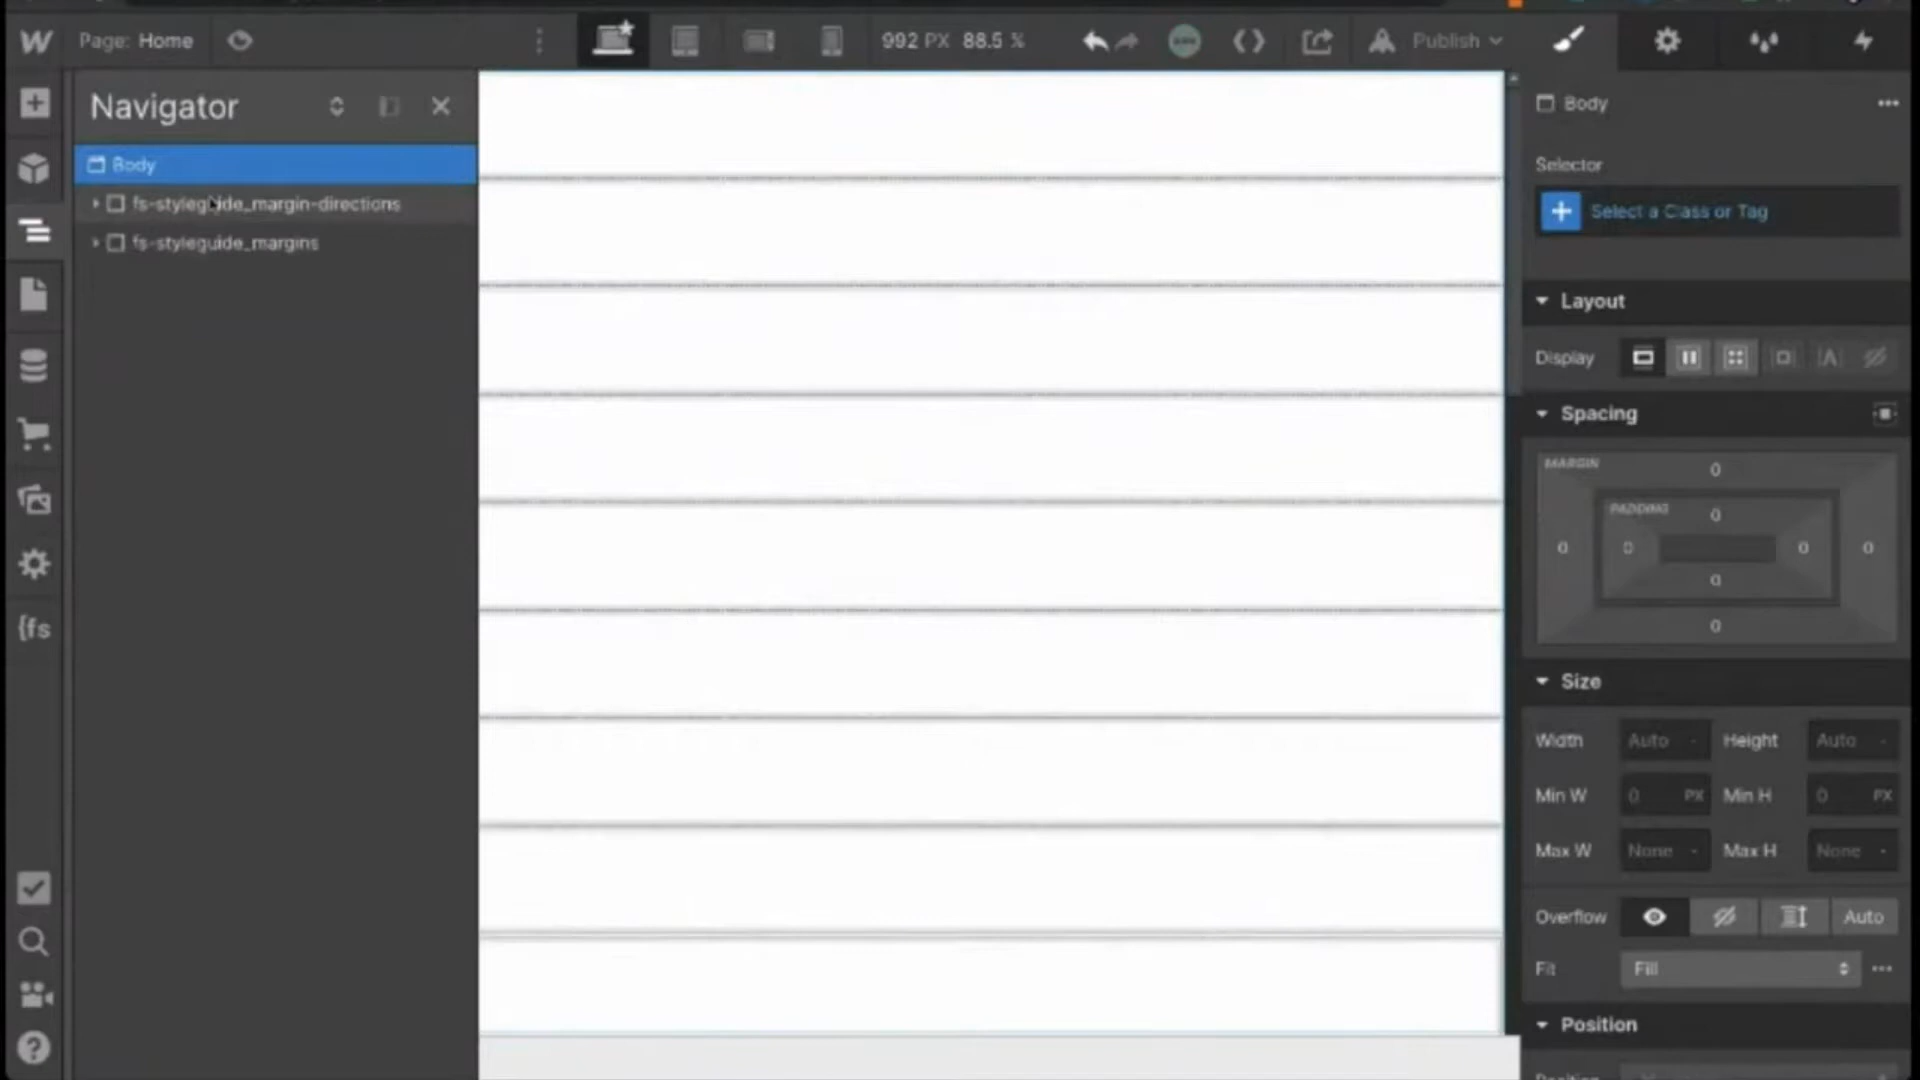 Page: Home
992 PX 88.5 %
Publish
Navigator
Body
fs-styleguide_margin-directions
fs-styleguide_margins
{fs
Body
Selector
Select a Class or Tag
Layout
Display
Spacing
MARGIN
0
PADDING
0
0 0 0 0
0
0
Size
Width Auto - Height Auto -
Min W 0 PX Min H 0 PX
Max W None - Max H None -
Overflow Auto
Fit Fill
Position
Position